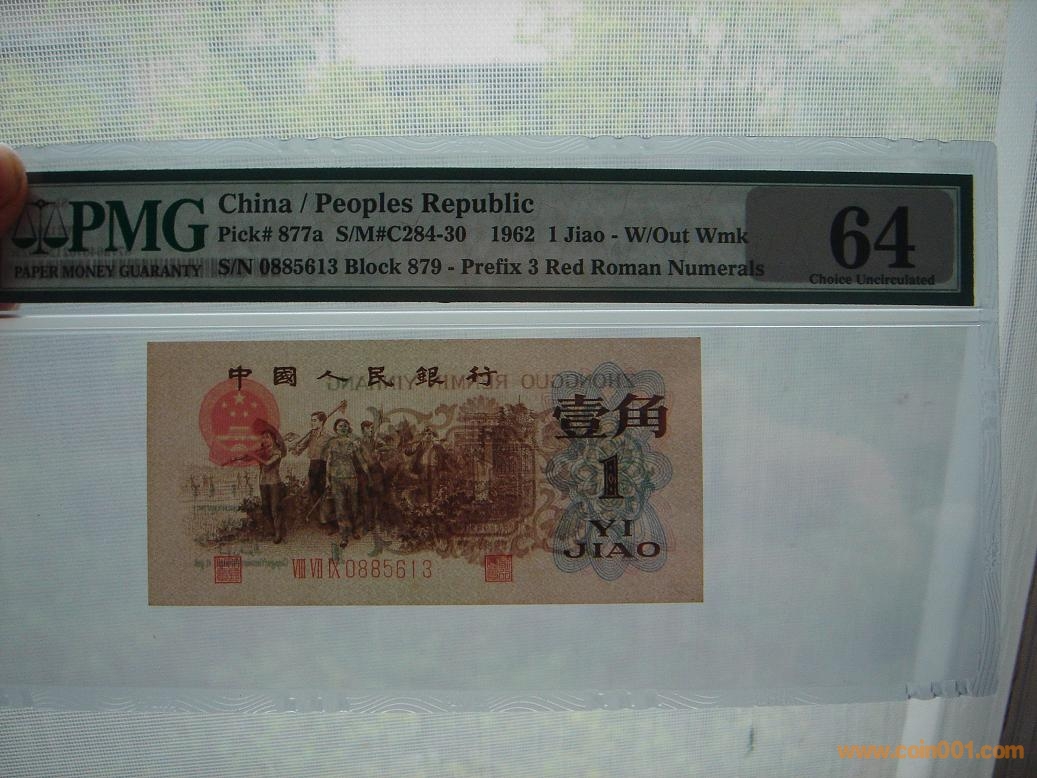 PMG
PAPER MONEY GUARANTY
China / Peoples Republic
Pick# 877a S/M#C284-30 1962 1 Jiao - W/Out Wmk
S/N 0885613 Block 879 - Prefix 3 Red Roman Numerals
64
Choice Uncirculated
中國人民銀行
ZHONGGUO RENMIN YINHANG
壹角
1
YI
JIAO
VIII VII IX 0885613
www.coin001.com